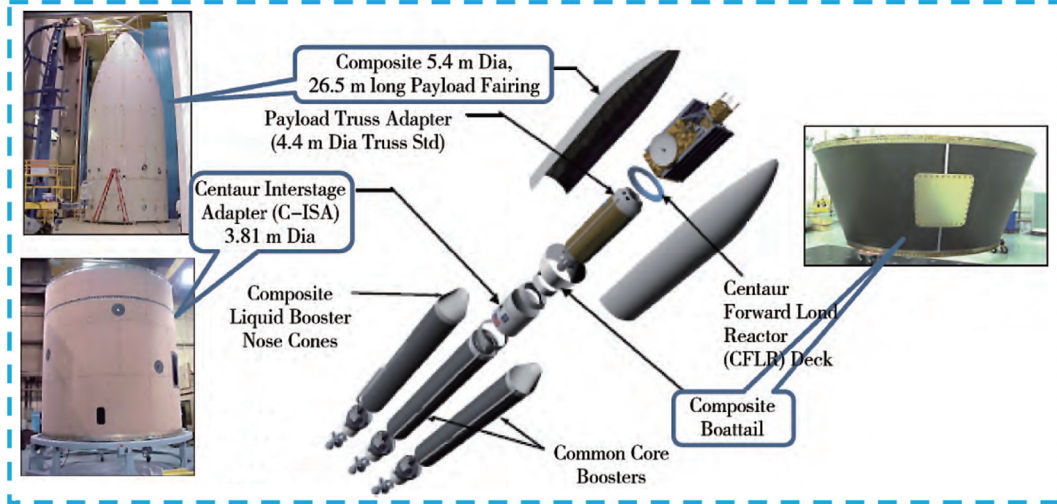 Composite 5.4 m Dia,
26.5 m long Payload Fairing
Payload Truss Adapter
(4.4 m Dia Truss Std)
Centaur Interstage
Adapter (C-ISA)
3.81 m Dia
Composite
Liquid Booster
Nose Cones
Centaur
Forward Lond
Reactor
(CFLR) Deck
Composite
Boattail
Common Core
Boosters